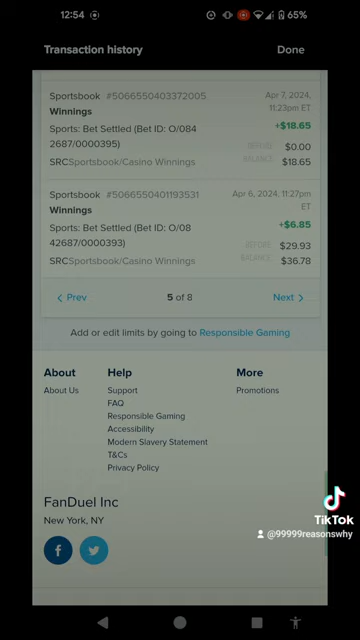 12:54
65%
Transaction history
Done
Sportsbook #5066550403372005
Apr 7, 2024,
11:23pm ET
Winnings
+$18.65
Sports: Bet Settled (Bet ID: O/084
2687/0000395)
BEFORE $0.00
SRCSportsbook/Casino Winnings
BALANCE $18.65
Sportsbook #5066550401193531
Apr 6, 2024, 11:27pm
ET
Winnings
+$6.85
Sports: Bet Settled (Bet ID: O/08
42687/0000393)
BEFORE $29.93
SRCSportsbook/Casino Winnings
BALANCE $36.78
Prev
5 of 8
Next
Add or edit limits by going to Responsible Gaming
About
Help
More
About Us
Support
Promotions
FAQ
Responsible Gaming
Accessibility
Modern Slavery Statement
T&Cs
Privacy Policy
FanDuel Inc
New York, NY
TikTok
@99999reasonswhy